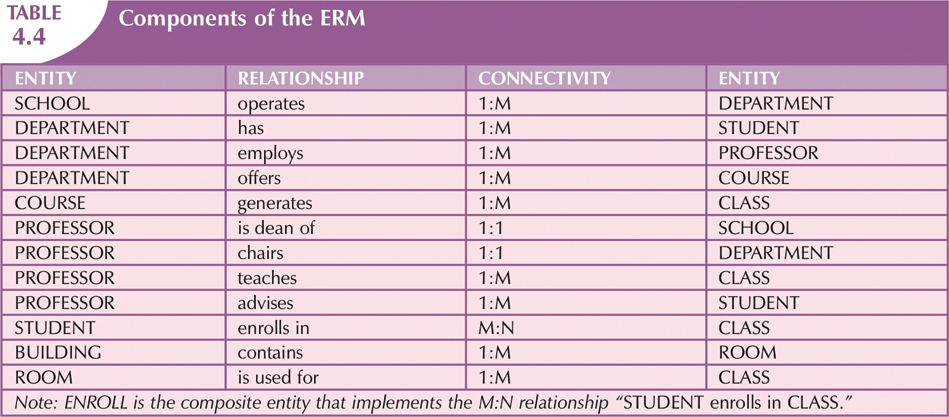 TABLE 4.4
Components of the ERM
ENTITY RELATIONSHIP CONNECTIVITY ENTITY
SCHOOL operates 1:M DEPARTMENT
DEPARTMENT has 1:M STUDENT
DEPARTMENT employs 1:M PROFESSOR
DEPARTMENT offers 1:M COURSE
COURSE generates 1:M CLASS
PROFESSOR is dean of 1:1 SCHOOL
PROFESSOR chairs 1:1 DEPARTMENT
PROFESSOR teaches 1:M CLASS
PROFESSOR advises 1:M STUDENT
STUDENT enrolls in M:N CLASS
BUILDING contains 1:M ROOM
ROOM is used for 1:M CLASS
Note: ENROLL is the composite entity that implements the M:N relationship “STUDENT enrolls in CLASS.”